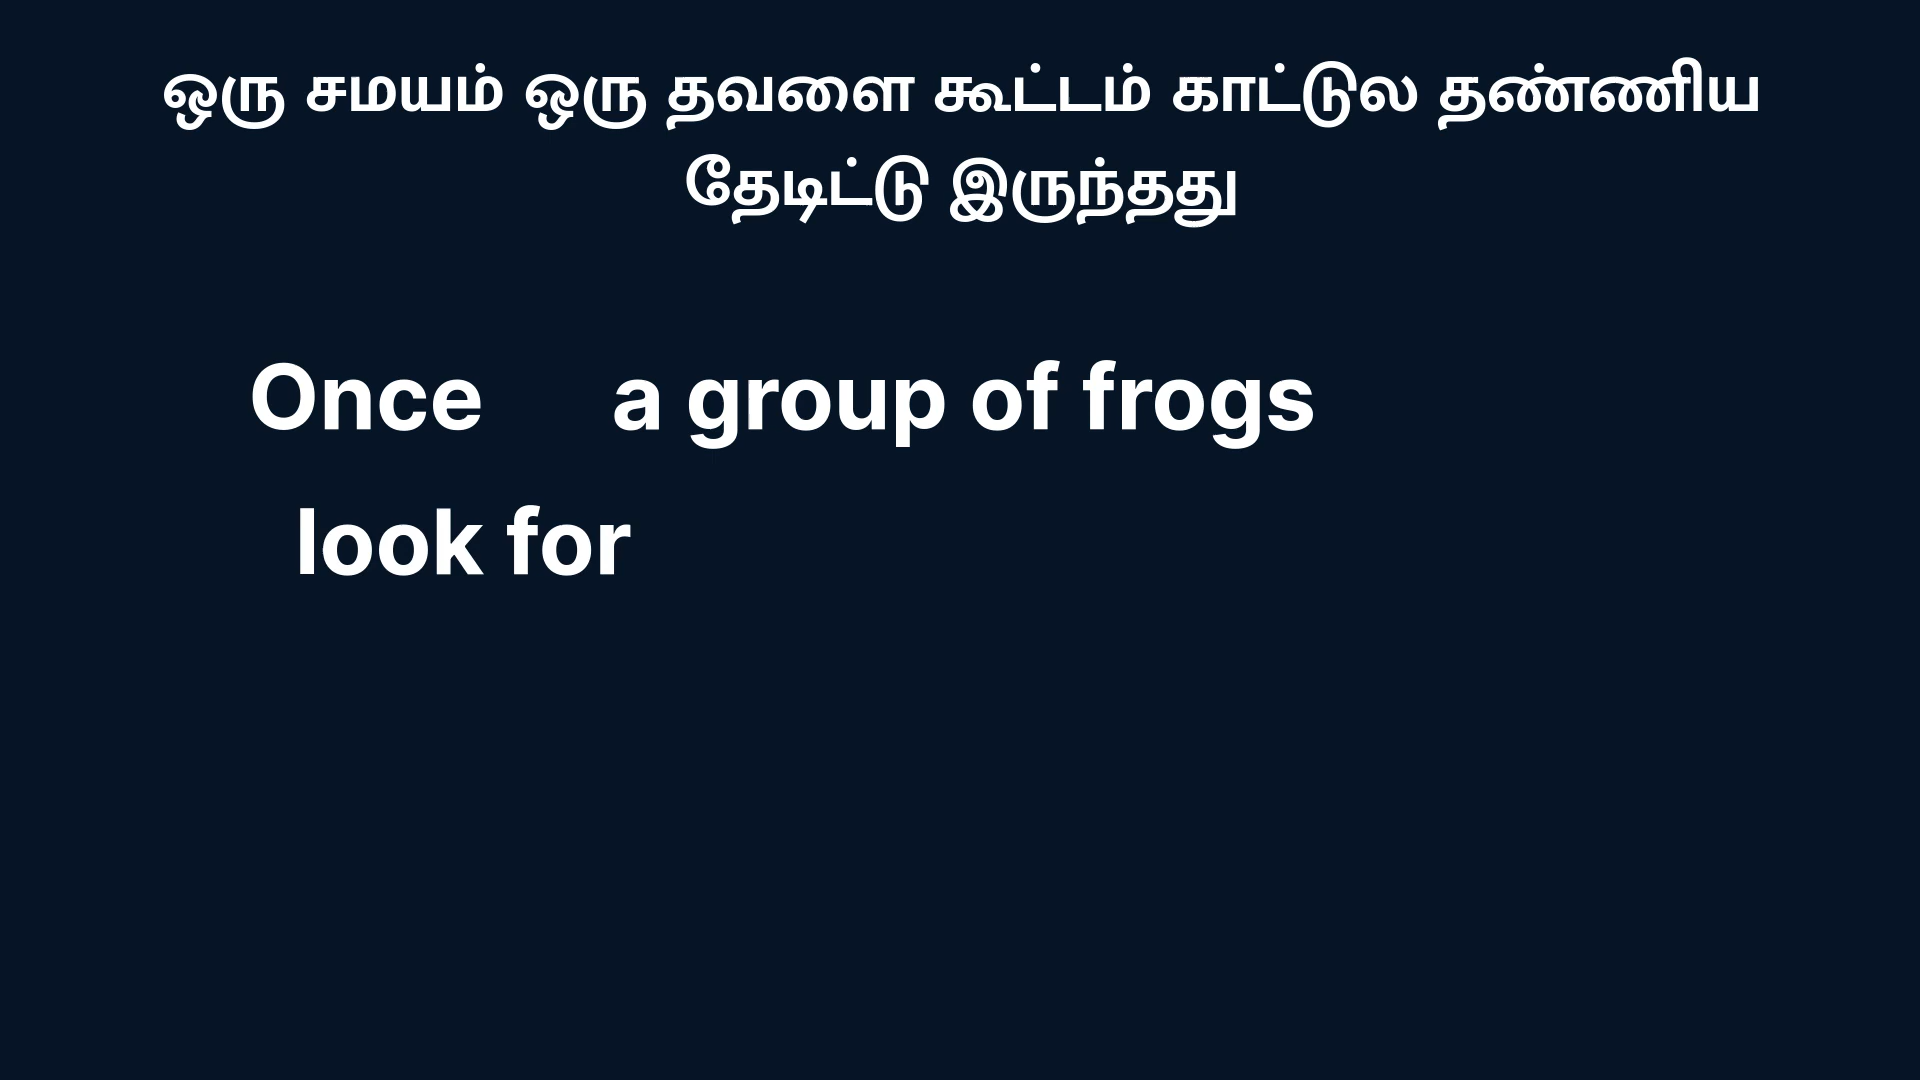 ஒரு சமயம் ஒரு தவளை கூட்டம் காட்டுல தண்ணிய
தேடிட்டு இருந்தது
Once a group of frogs
look for